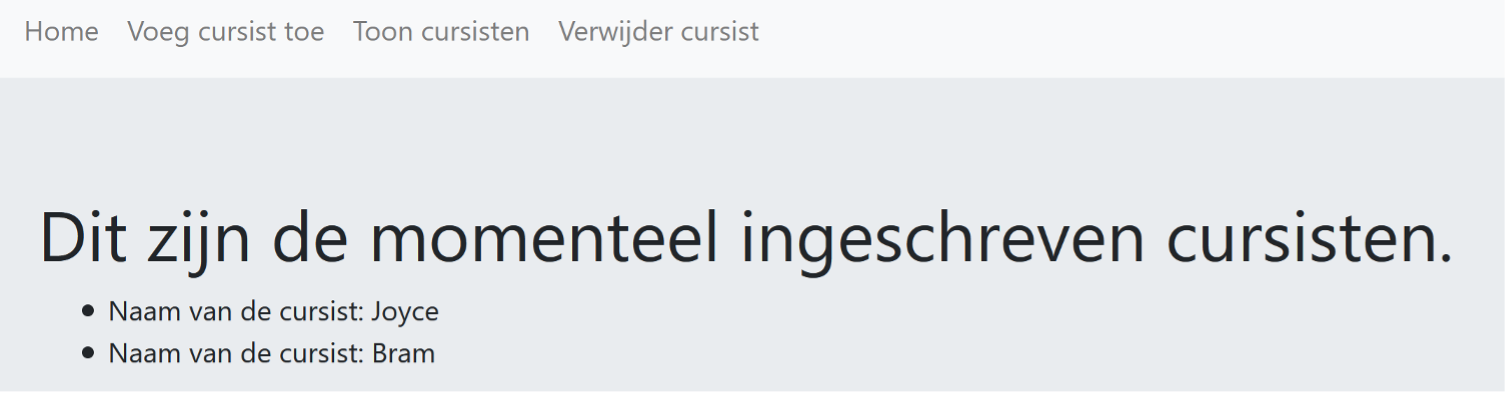 Home Voeg cursist toe Toon cursisten Verwijder cursist
Dit zijn de momenteel ingeschreven cursisten.
Naam van de cursist: Joyce
Naam van de cursist: Bram